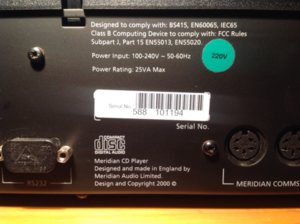 Designed to comply with: BS415, EN60065, IEC65
Class B Computing Device to comply with: FCC Rules
Subpart J, Part 15 EN55013, EN55020.
Power Input: 100-240V ~ 50-60Hz
220V
Power Rating: 25VA Max
Serial No.
588 101194
Serial No.
COMPACT
disc
DIGITAL AUDIO
Meridian CD Player
Designed and made in England by
Meridian Audio Limited.
Design and Copyright 2000 ©
RS232
MERIDIAN COMMS